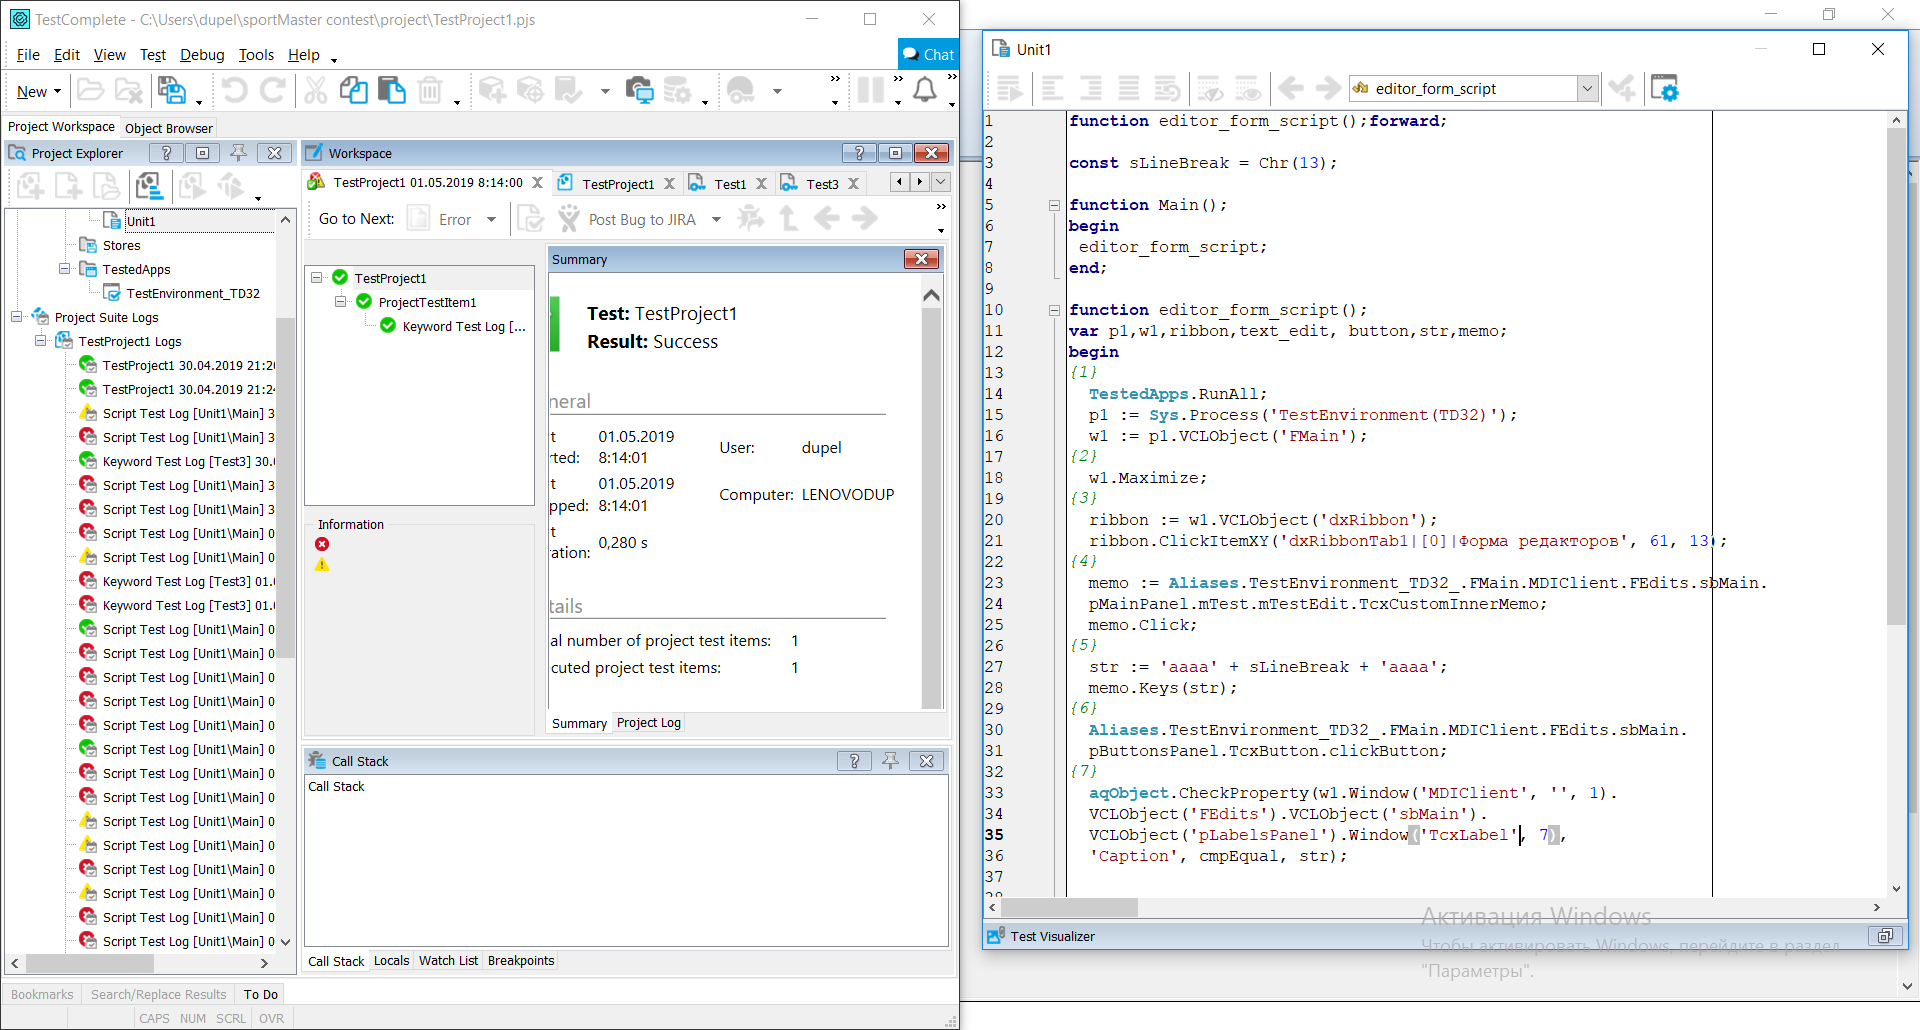 TestComplete - C:\Users\dupel\sportMaster contest\project\TestProject1.pjs
File Edit View Test Debug Tools Help
Chat
New
Project Workspace Object Browser
Project Explorer
Unit1
Stores
TestedApps
TestEnvironment_TD32
Project Suite Logs
TestProject1 Logs
TestProject1 30.04.2019 21:20
TestProject1 30.04.2019 21:24
Script Test Log [Unit1\Main] 3
Script Test Log [Unit1\Main] 3
Keyword Test Log [Test3] 30.
Script Test Log [Unit1\Main] 3
Script Test Log [Unit1\Main] 3
Script Test Log [Unit1\Main] 0
Script Test Log [Unit1\Main] 0
Keyword Test Log [Test3] 01.
Keyword Test Log [Test3] 01.
Script Test Log [Unit1\Main] 0
Script Test Log [Unit1\Main] 0
Script Test Log [Unit1\Main] 0
Script Test Log [Unit1\Main] 0
Script Test Log [Unit1\Main] 0
Script Test Log [Unit1\Main] 0
Script Test Log [Unit1\Main] 0
Script Test Log [Unit1\Main] 0
Script Test Log [Unit1\Main] 0
Script Test Log [Unit1\Main] 0
Script Test Log [Unit1\Main] 0
Script Test Log [Unit1\Main] 0
Script Test Log [Unit1\Main] 0
Script Test Log [Unit1\Main] 0
Workspace
TestProject1 01.05.2019 8:14:00 TestProject1 Test1 Test3
Go to Next: Error Post Bug to JIRA
TestProject1
ProjectTestItem1
Keyword Test Log [...
Information
Summary
Test: TestProject1
Result: Success
neral
t 01.05.2019
rted: 8:14:01
User: dupel
t 01.05.2019
pped: 8:14:01
Computer: LENOVODUP
t
ration: 0,280 s
tails
al number of project test items: 1
cuted project test items: 1
Summary Project Log
Call Stack
Call Stack
Call Stack Locals Watch List Breakpoints
Bookmarks Search/Replace Results To Do
CAPS NUM SCRL OVR
Unit1
editor_form_script
1 function editor_form_script();forward;
2
3 const sLineBreak = Chr(13);
4
5 function Main();
6 begin
7 editor_form_script;
8 end;
9
10 function editor_form_script();
11 var p1,w1,ribbon,text_edit, button,str,memo;
12 begin
13 {1}
14 TestedApps.RunAll;
15 p1 := Sys.Process('TestEnvironment(TD32)');
16 w1 := p1.VCLObject('FMain');
17 {2}
18 w1.Maximize;
19 {3}
20 ribbon := w1.VCLObject('dxRibbon');
21 ribbon.ClickItemXY('dxRibbonTab1|[0]|Форма редакторов', 61, 13);
22 {4}
23 memo := Aliases.TestEnvironment_TD32_.FMain.MDIClient.FEdits.sbMain.
24 pMainPanel.mTest.mTestEdit.TcxCustomInnerMemo;
25 memo.Click;
26 {5}
27 str := 'aaaa' + sLineBreak + 'aaaa';
28 memo.Keys(str);
29 {6}
30 Aliases.TestEnvironment_TD32_.FMain.MDIClient.FEdits.sbMain.
31 pButtonsPanel.TcxButton.clickButton;
32 {7}
33 aqObject.CheckProperty(w1.Window('MDIClient', '', 1).
34 VCLObject('FEdits').VCLObject('sbMain').
35 VCLObject('pLabelsPanel').Window('TcxLabel', 7),
36 'Caption', cmpEqual, str);
37
38
Test Visualizer
Активация Windows
Чтобы активировать Windows, перейдите в раздел
"Параметры".